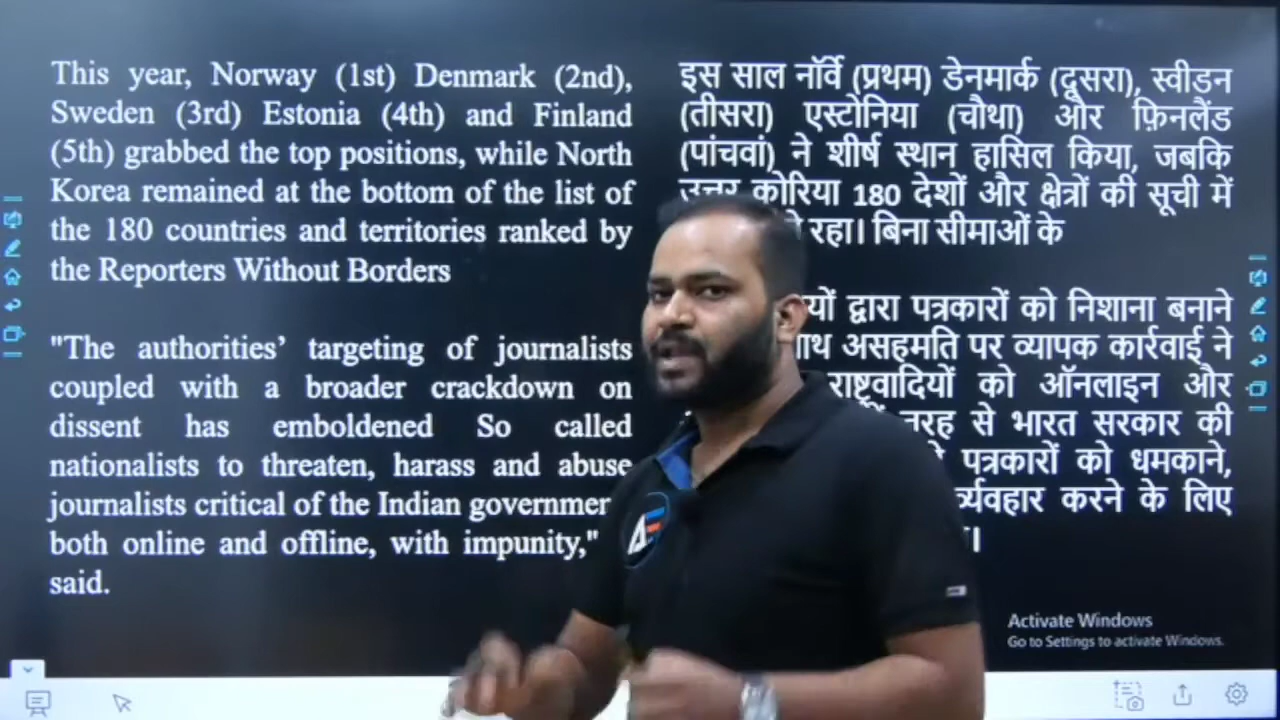 This year, Norway (1st) Denmark (2nd),
Sweden (3rd) Estonia (4th) and Finland
(5th) grabbed the top positions, while North
Korea remained at the bottom of the list of
the 180 countries and territories ranked by
the Reporters Without Borders
"The authorities’ targeting of journalists
coupled with a broader crackdown on
dissent has emboldened So called
nationalists to threaten, harass and abuse
journalists critical of the Indian
both online and offline, with impunity,"
said.
इस साल नॉर्वे (प्रथम) डेनमार्क (दूसरा), स्वीडन
(तीसरा) एस्टोनिया (चौथा) और फ़िनलैंड
(पांचवां) ने शीर्ष स्थान हासिल किया, जबकि
उत्तर कोरिया 180 देशों और क्षेत्रों की सूची में
रहा। बिना सीमाओं के
द्वारा पत्रकारों को निशाना बनाने
असहमति पर व्यापक कार्रवाई ने
राष्ट्रवादियों को ऑनलाइन और
से भारत सरकार की
पत्रकारों को धमकाने,
करने के लिए
Activate Windows
Go to Settings to activate Windows.